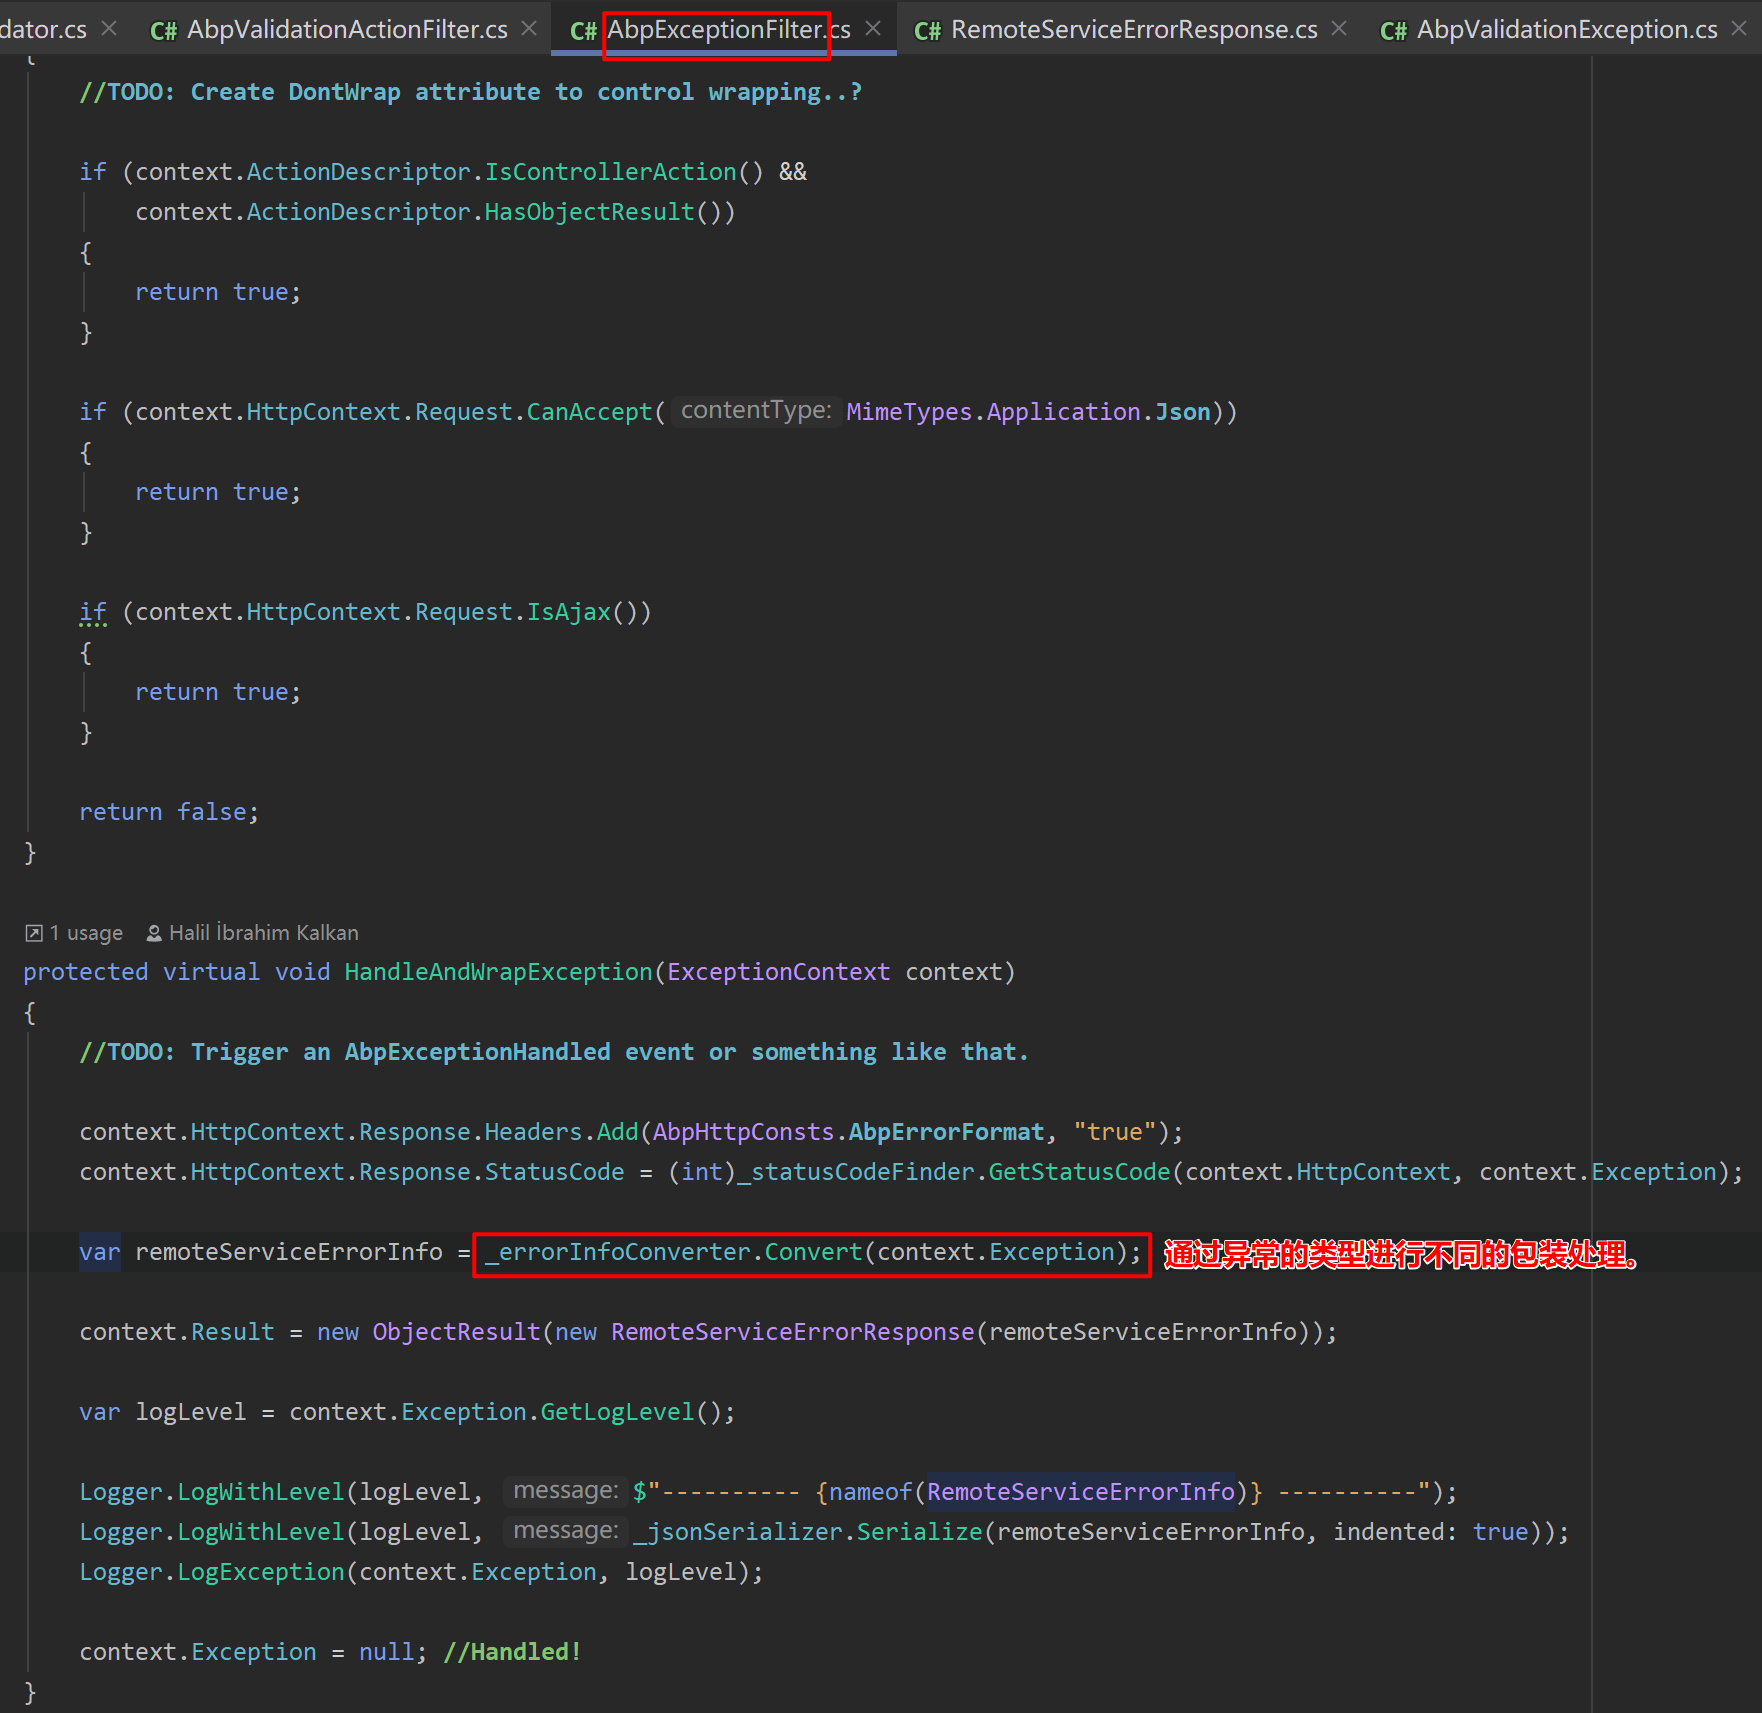 dator.cs × C# AbpValidationActionFilter.cs × C# AbpExceptionFilter.cs × C# RemoteServiceErrorResponse.cs × C# AbpValidationException.cs ×
{
//TODO: Create DontWrap attribute to control wrapping..?
if (context.ActionDescriptor.IsControllerAction() &&
context.ActionDescriptor.HasObjectResult())
{
return true;
}
if (context.HttpContext.Request.CanAccept( contentType: MimeTypes.Application.Json))
{
return true;
}
if (context.HttpContext.Request.IsAjax())
{
return true;
}
return false;
}
1 usage Halil İbrahim Kalkan
protected virtual void HandleAndWrapException(ExceptionContext context)
{
//TODO: Trigger an AbpExceptionHandled event or something like that.
context.HttpContext.Response.Headers.Add(AbpHttpConsts.AbpErrorFormat, "true");
context.HttpContext.Response.StatusCode = (int)_statusCodeFinder.GetStatusCode(context.HttpContext, context.Exception);
var remoteServiceErrorInfo = _errorInfoConverter.Convert(context.Exception); 通过异常的类型进行不同的包装处理。
context.Result = new ObjectResult(new RemoteServiceErrorResponse(remoteServiceErrorInfo));
var logLevel = context.Exception.GetLogLevel();
Logger.LogWithLevel(logLevel, message: $"---------- {nameof(RemoteServiceErrorInfo)} ----------");
Logger.LogWithLevel(logLevel, message: _jsonSerializer.Serialize(remoteServiceErrorInfo, indented: true));
Logger.LogException(context.Exception, logLevel);
context.Exception = null; //Handled!
}